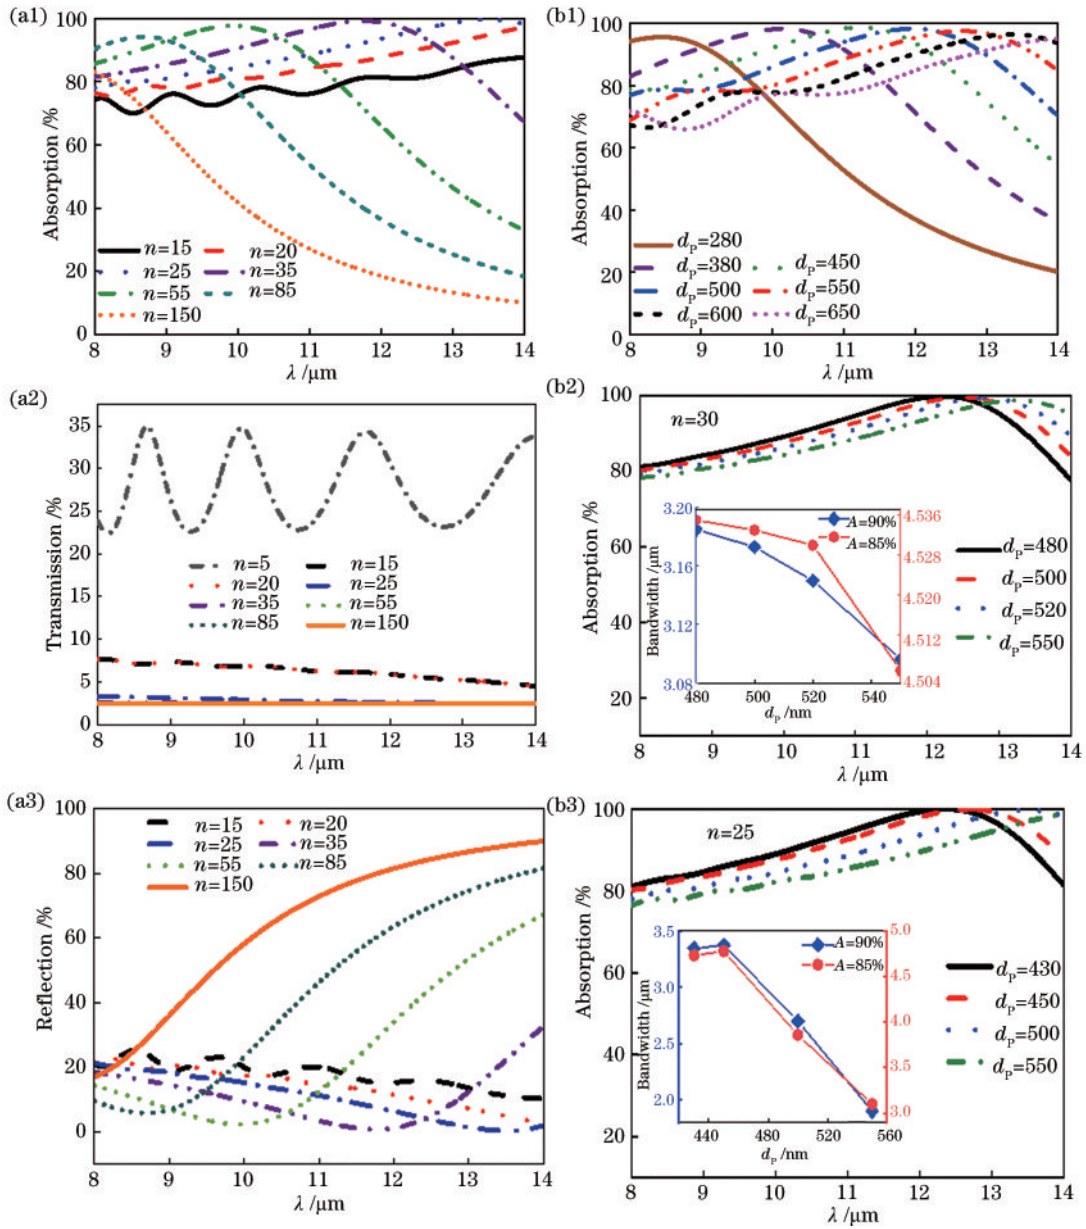 (a1)
100
80
60
40
20
0
Absorption /%
n=15
n=20
n=25
n=35
n=55
n=85
n=150
8 9 10 11 12 13 14
λ /μm
(b1)
100
80
60
40
20
0
Absorption /%
dP=280
dP=380
dP=450
dP=500
dP=550
dP=600
dP=650
8 9 10 11 12 13 14
λ /μm
(a2)
35
30
25
20
15
10
5
0
Transmission /%
n=5
n=15
n=20
n=25
n=35
n=55
n=85
n=150
8 9 10 11 12 13 14
λ /μm
(b2)
100
80
60
40
20
Absorption /%
n=30
dP=480
dP=500
dP=520
dP=550
3.20
3.16
3.12
3.08
Bandwidth /μm
A=90%
A=85%
4.536
4.528
4.520
4.512
4.504
480 500 520 540
dP /nm
8 9 10 11 12 13 14
λ /μm
(a3)
100
80
60
40
20
0
Reflection /%
n=15
n=20
n=25
n=35
n=55
n=85
n=150
8 9 10 11 12 13 14
λ /μm
(b3)
100
80
60
40
20
Absorption /%
n=25
dP=430
dP=450
dP=500
dP=550
3.5
3.0
2.5
2.0
Bandwidth /μm
A=90%
A=85%
5.0
4.5
4.0
3.5
3.0
440 480 520 560
dP /nm
8 9 10 11 12 13 14
λ /μm